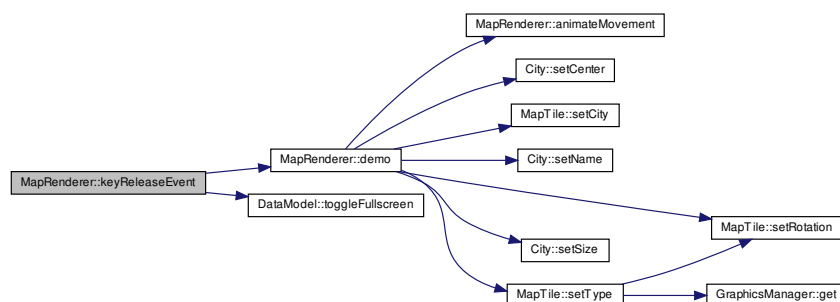 MapRenderer::animateMovement
City::setCenter
MapTile::setCity
MapRenderer::demo
City::setName
MapRenderer::keyReleaseEvent
DataModel::toggleFullscreen
MapTile::setRotation
City::setSize
MapTile::setType
GraphicsManager::get